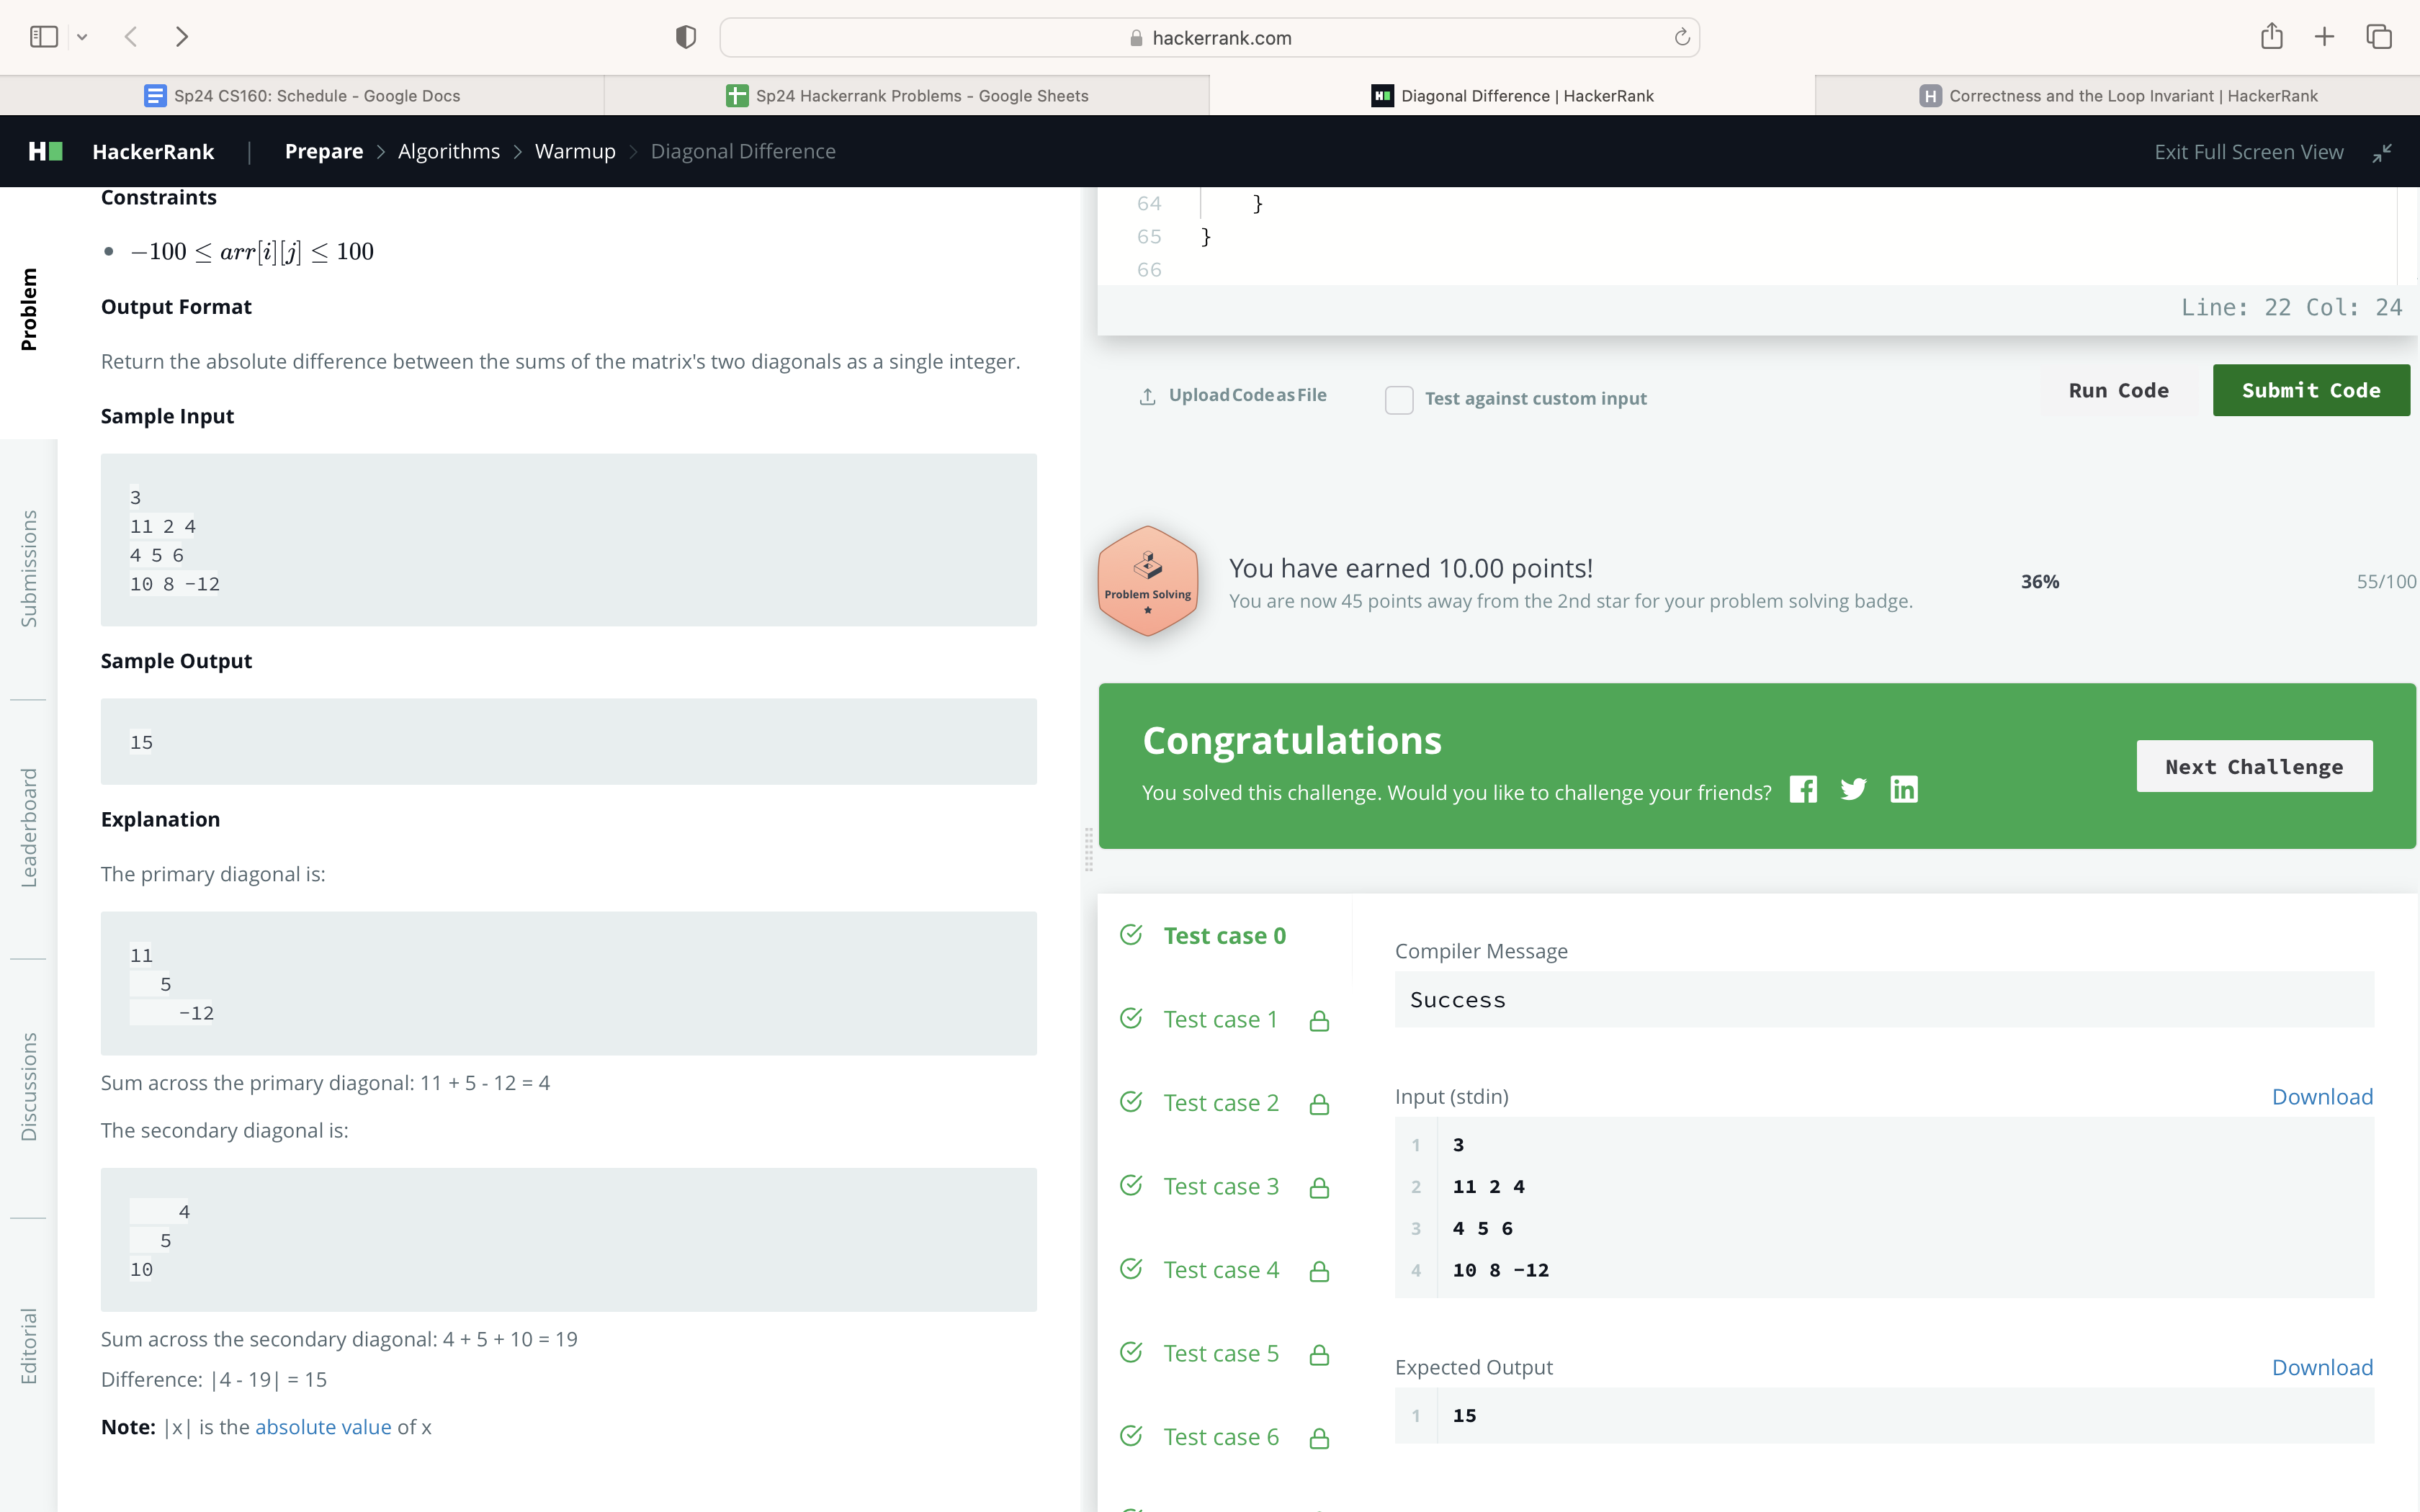 hackerrank.com
Sp24 CS160: Schedule - Google Docs
Sp24 Hackerrank Problems - Google Sheets
Diagonal Difference | HackerRank
H Correctness and the Loop Invariant | HackerRank
H HackerRank | Prepare > Algorithms > Warmup > Diagonal Difference
Exit Full Screen View
Problem
Submissions
Leaderboard
Discussions
Editorial
Constraints
• −100 ≤ arr[i][j] ≤ 100
Output Format
Return the absolute difference between the sums of the matrix's two diagonals as a single integer.
Sample Input
3
11 2 4
4 5 6
10 8 -12
Sample Output
15
Explanation
The primary diagonal is:
11
5
-12
Sum across the primary diagonal: 11 + 5 - 12 = 4
The secondary diagonal is:
4
5
10
Sum across the secondary diagonal: 4 + 5 + 10 = 19
Difference: |4 - 19| = 15
Note: |x| is the absolute value of x
64 }
65 }
66
Line: 22 Col: 24
Upload Code as File
Test against custom input
Run Code
Submit Code
Problem Solving
You have earned 10.00 points!
You are now 45 points away from the 2nd star for your problem solving badge.
36%
55/100
Congratulations
You solved this challenge. Would you like to challenge your friends?
Next Challenge
Test case 0
Test case 1
Test case 2
Test case 3
Test case 4
Test case 5
Test case 6
Compiler Message
Success
Input (stdin)
Download
1 3
2 11 2 4
3 4 5 6
4 10 8 -12
Expected Output
Download
1 15